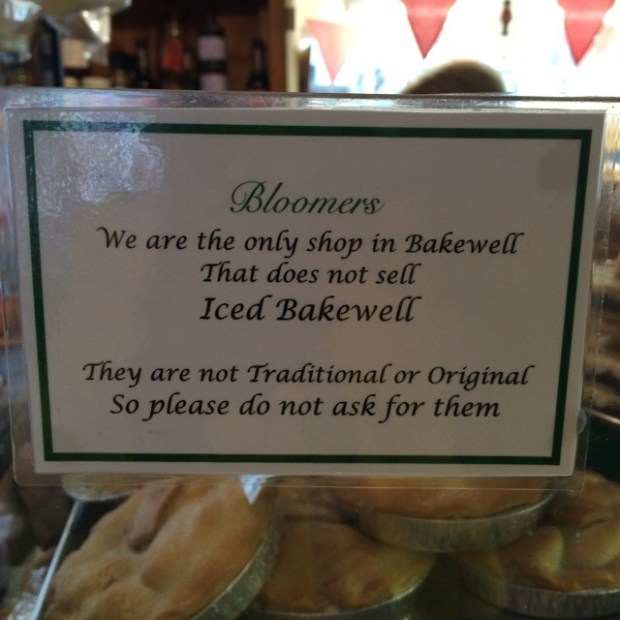 Bloomers
We are the only shop in Bakewell
That does not sell
Iced Bakewell
They are not Traditional or Original
So please do not ask for them